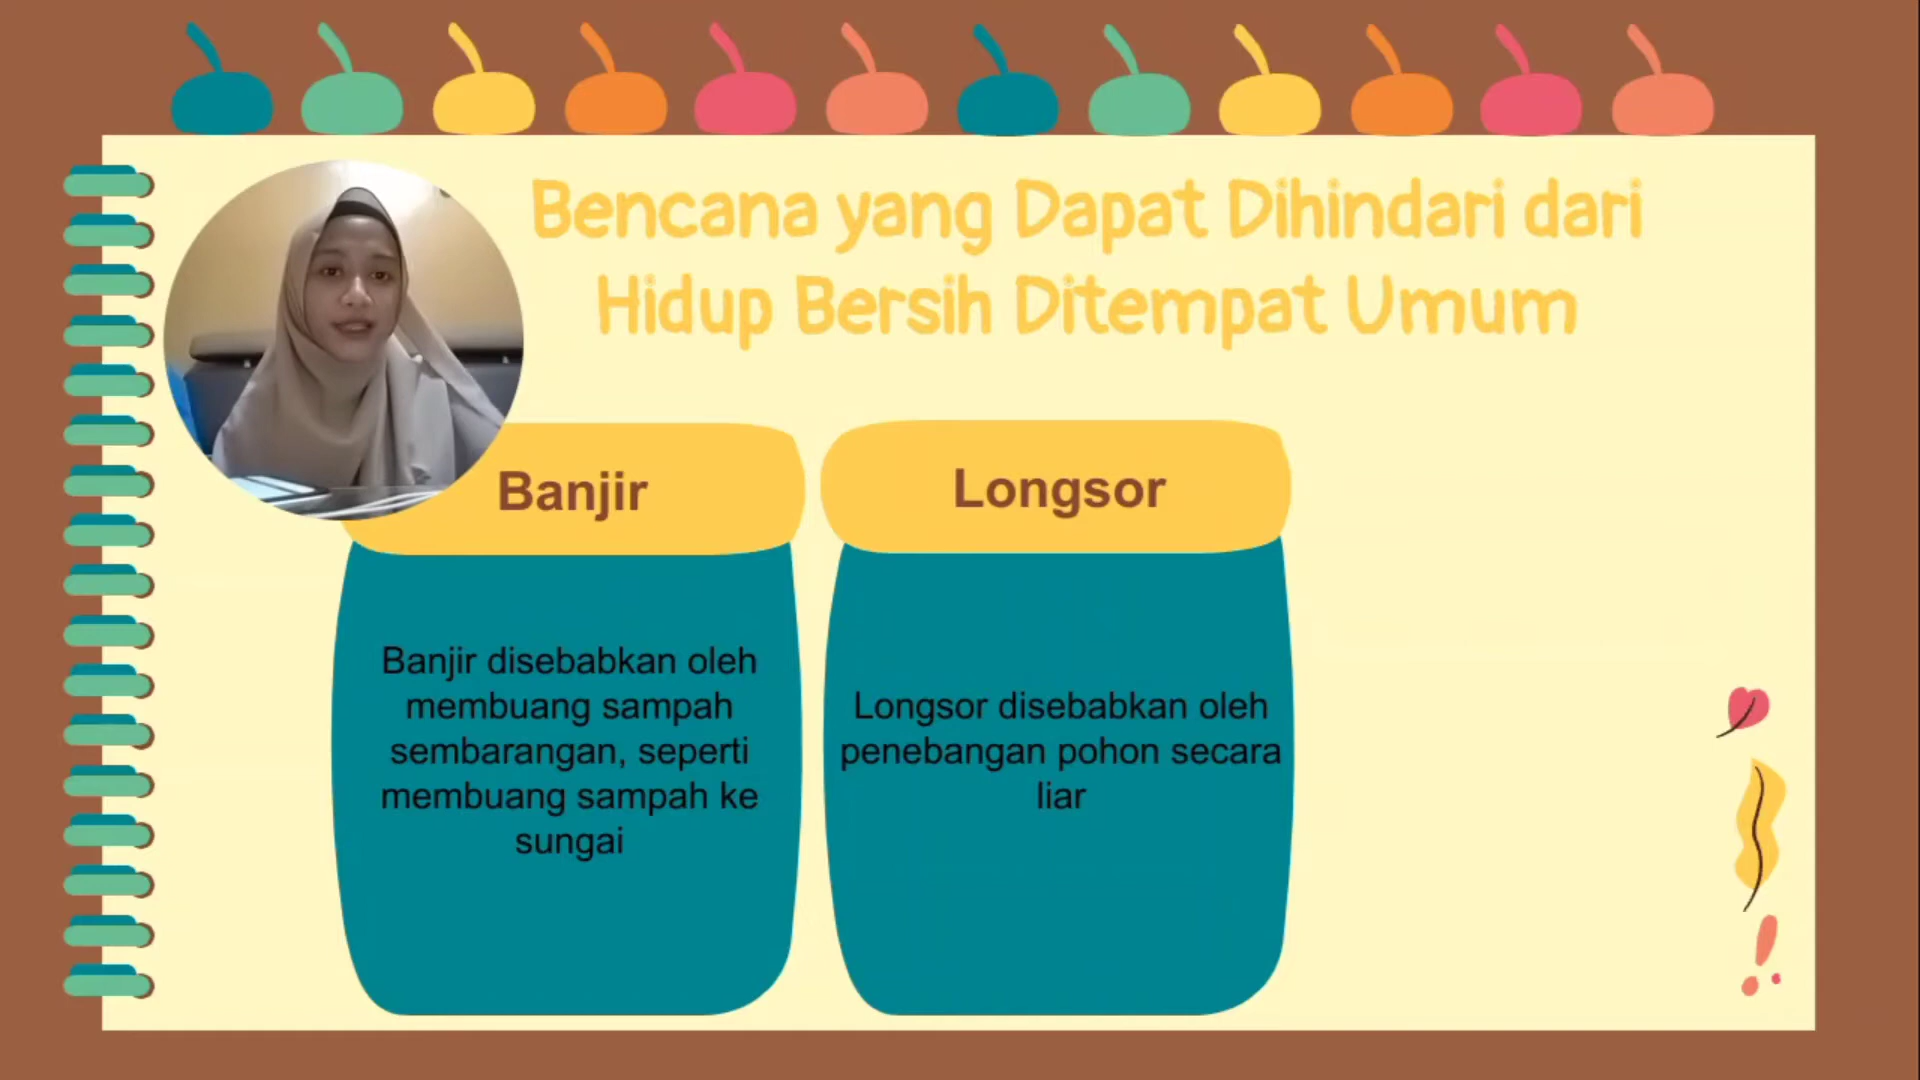 Bencana yang Dapat Dihindari dari
Hidup Bersih Ditempat Umum
Banjir
Banjir disebabkan oleh
membuang sampah
sembarangan, seperti
membuang sampah ke
sungai
Longsor
Longsor disebabkan oleh
penebangan pohon secara
liar